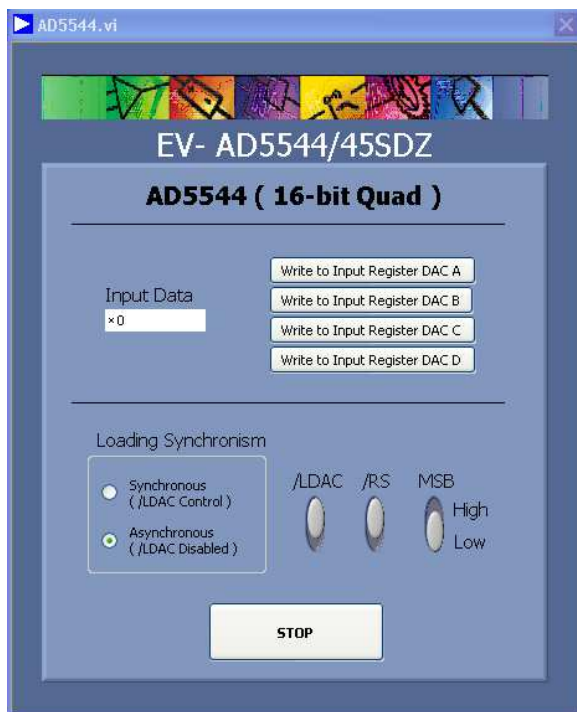 AD5544.vi
EV- AD5544/45SDZ
AD5544 ( 16-bit Quad )
Input Data
×0
Write to Input Register DAC A
Write to Input Register DAC B
Write to Input Register DAC C
Write to Input Register DAC D
Loading Synchronism
Synchronous
( /LDAC Control )
Asynchronous
( /LDAC Disabled )
/LDAC /RS MSB
High
Low
STOP